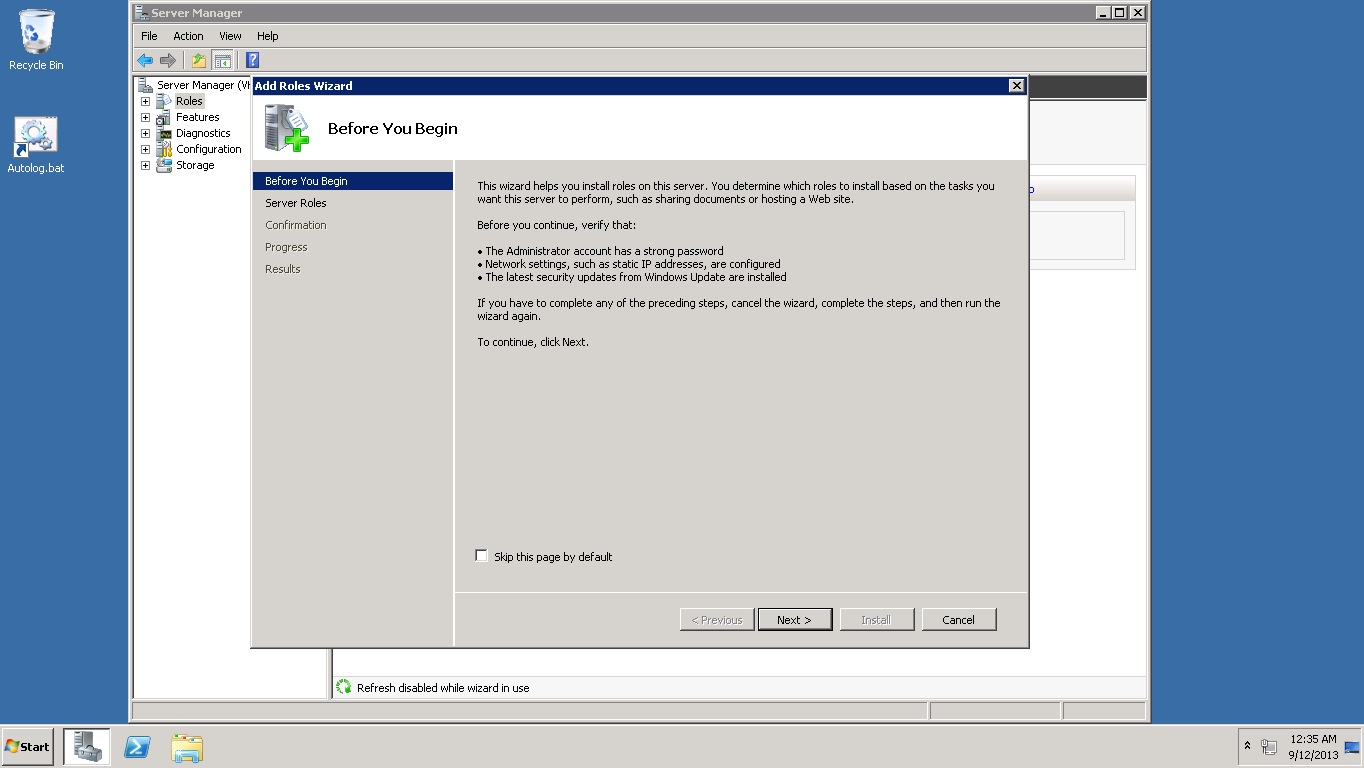 Recycle Bin
Autolog.bat
Server Manager
File Action View Help
Server Manager (
Roles
Features
Diagnostics
Configuration
Storage
Add Roles Wizard
Before You Begin
Before You Begin
Server Roles
Confirmation
Progress
Results
This wizard helps you install roles on this server. You determine which roles to install based on the tasks you
want this server to perform, such as sharing documents or hosting a Web site.
Before you continue, verify that:
• The Administrator account has a strong password
• Network settings, such as static IP addresses, are configured
• The latest security updates from Windows Update are installed
If you have to complete any of the preceding steps, cancel the wizard, complete the steps, and then run the
wizard again.
To continue, click Next.
Skip this page by default
< Previous Next > Install Cancel
Refresh disabled while wizard in use
Start
12:35 AM
9/12/2013